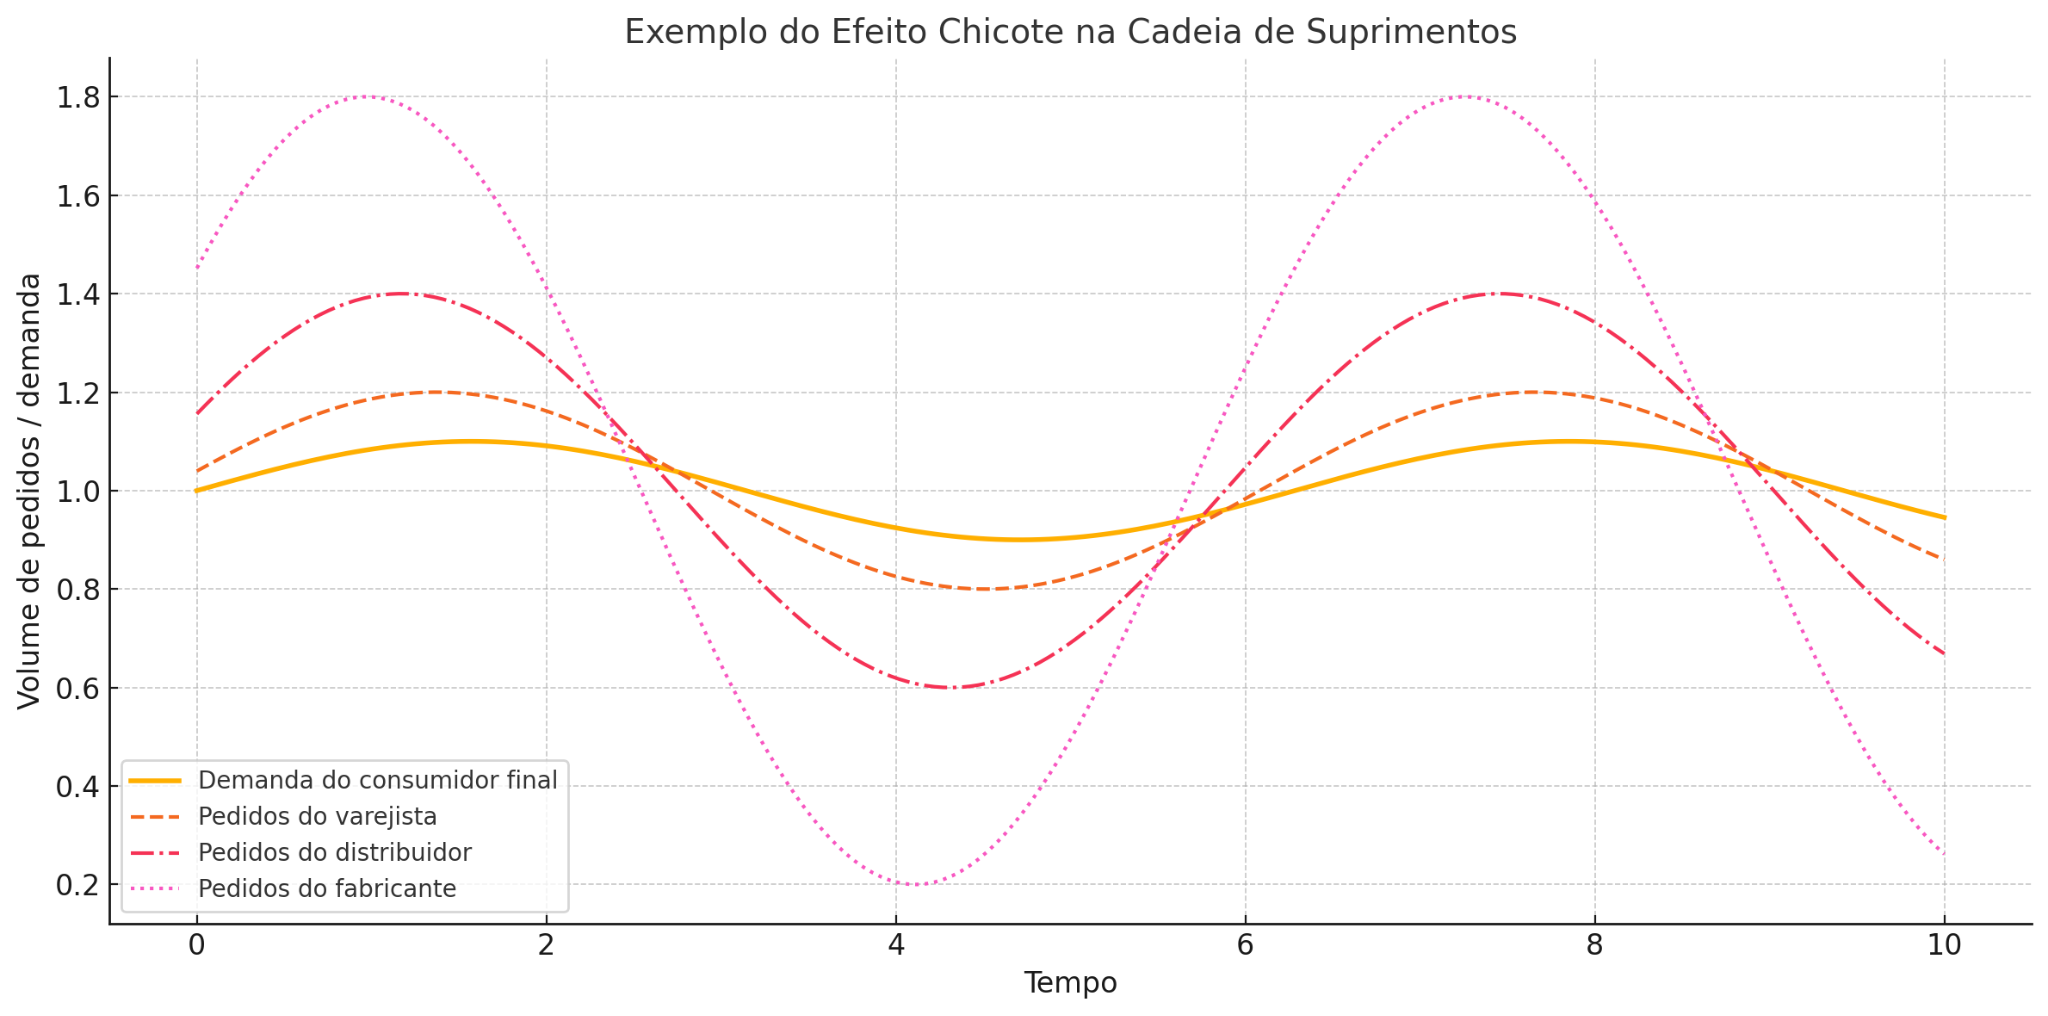 Exemplo do Efeito Chicote na Cadeia de Suprimentos
Volume de pedidos / demanda
1.8
1.6
1.4
1.2
1.0
0.8
0.6
0.4
0.2
Demanda do consumidor final
Pedidos do varejista
Pedidos do distribuidor
Pedidos do fabricante
0 2 4 6 8 10
Tempo